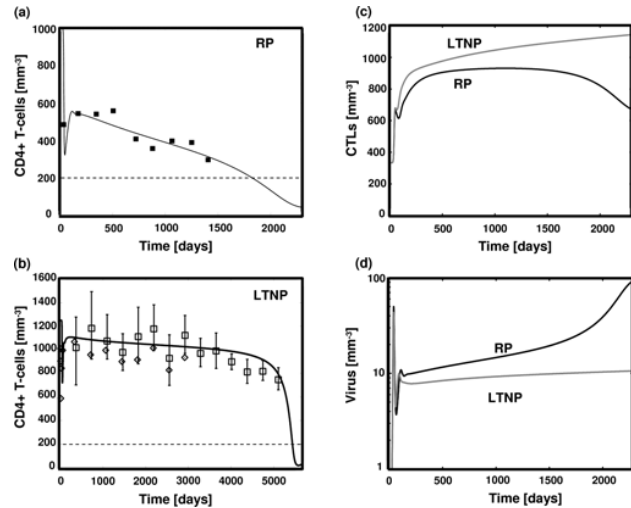 (a)
RP
CD4+ T-cells [mm-3]
1000
800
600
400
200
0
0 500 1000 1500 2000
Time [days]
(b)
LTNP
CD4+ T-cells [mm-3]
1600
1400
1200
1000
800
600
400
200
0
0 1000 2000 3000 4000 5000
Time [days]
(c)
LTNP
RP
CTLs [mm-3]
1200
1000
800
600
400
200
0
0 500 1000 1500 2000
Time [days]
(d)
RP
LTNP
Virus [mm-3]
100
10
1
0 500 1000 1500 2000
Time [days]